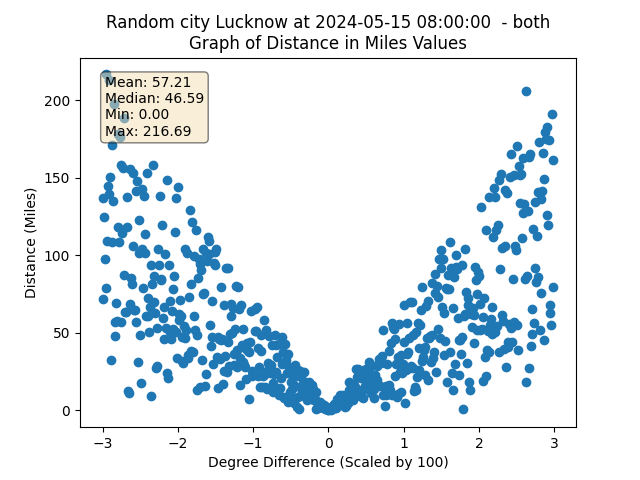 Random city Lucknow at 2024-05-15 08:00:00  - both
Graph of Distance in Miles Values
Mean: 57.21
Median: 46.59
Min: 0.00
Max: 216.69
Distance (Miles)
200
150
100
50
0
−3 −2 −1 0 1 2 3
Degree Difference (Scaled by 100)